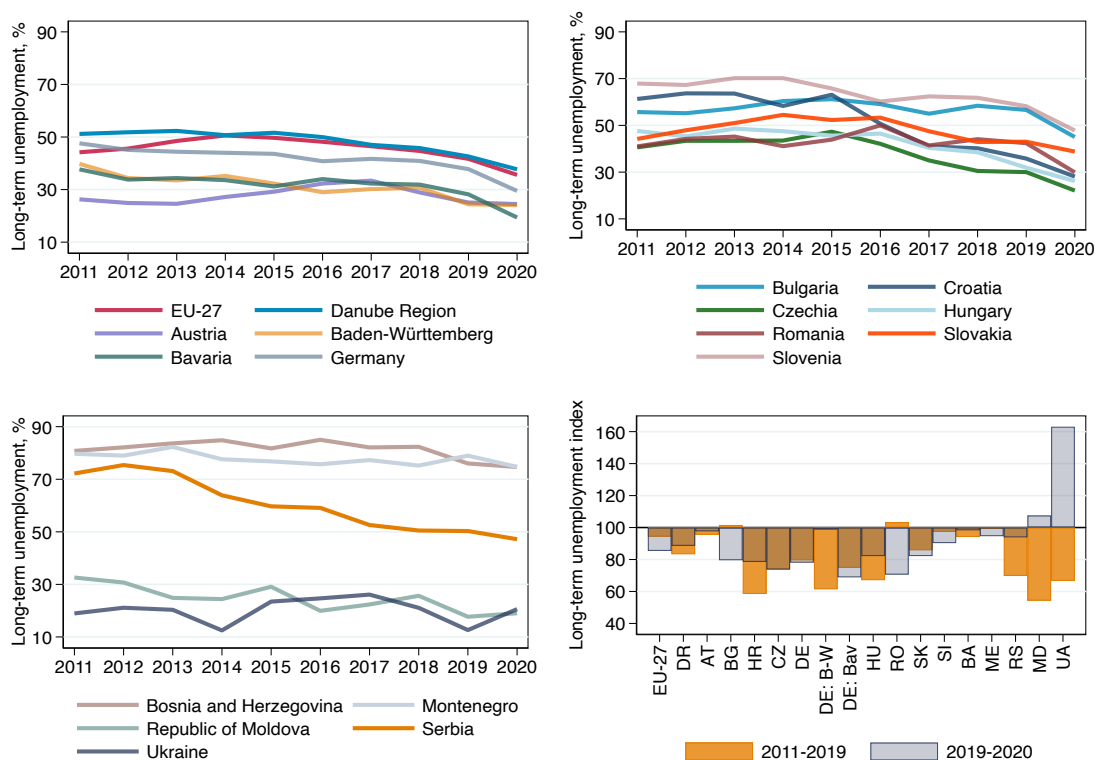 Long-term unemployment, %
90
70
50
30
10
2011 2012 2013 2014 2015 2016 2017 2018 2019 2020
EU-27 Danube Region
Austria Baden-Württemberg
Bavaria Germany
Long-term unemployment, %
90
70
50
30
10
2011 2012 2013 2014 2015 2016 2017 2018 2019 2020
Bulgaria Croatia
Czechia Hungary
Romania Slovakia
Slovenia
Long-term unemployment, %
90
70
50
30
10
2011 2012 2013 2014 2015 2016 2017 2018 2019 2020
Bosnia and Herzegovina Montenegro
Republic of Moldova Serbia
Ukraine
Long-term unemployment index
160
140
120
100
80
60
40
EU-27 DR AT BG HR CZ DE DE: B-W DE: Bav HU RO SK SI BA ME RS MD UA
2011-2019 2019-2020